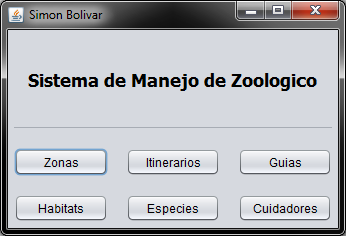 Simon Bolivar
Sistema de Manejo de Zoologico
Zonas Itinerarios Guias
Habitats Especies Cuidadores